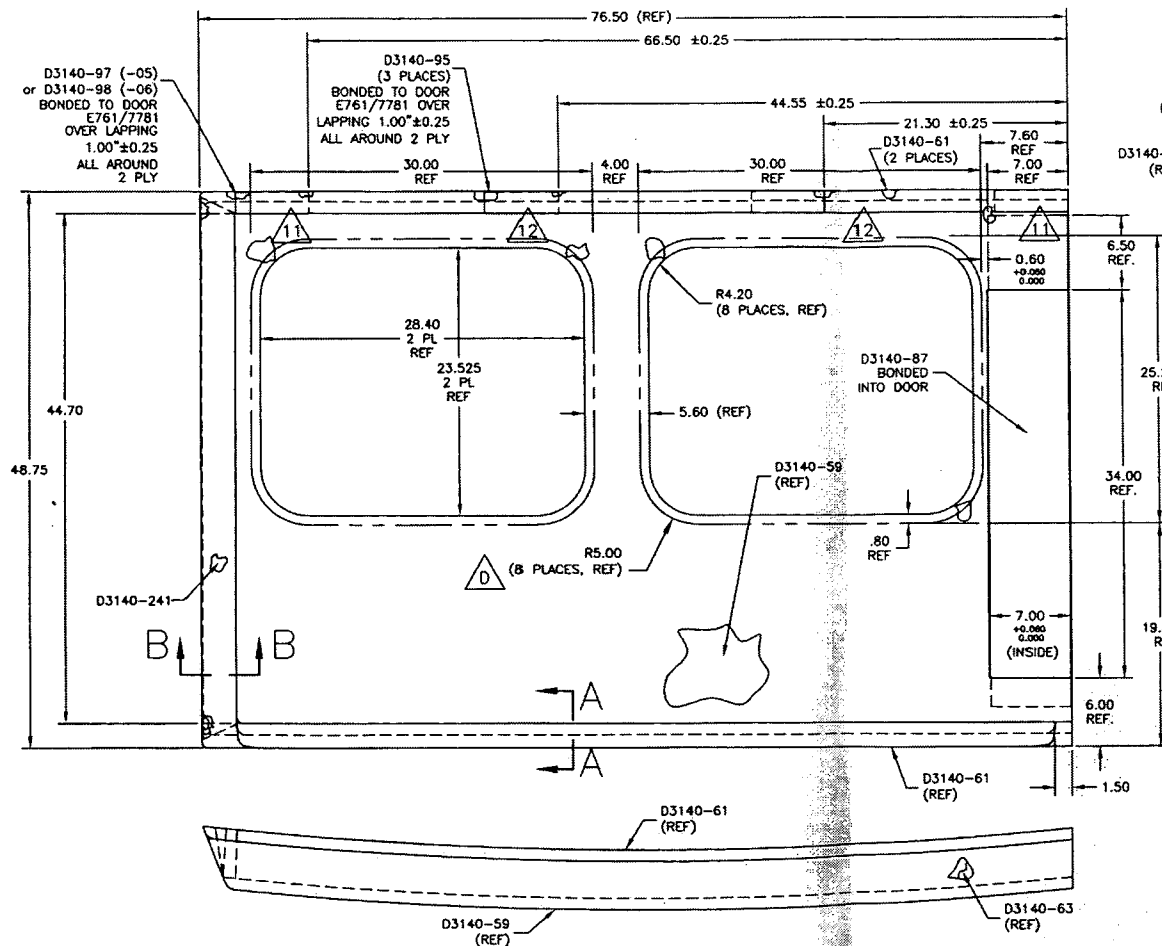 76.50 (REF)
66.50 ±0.25
D3140-97 (-05)
or D3140-98 (-06)
BONDED TO DOOR
E761/7781
OVER LAPPING
1.00"±0.25
ALL AROUND
2 PLY
D3140-95
(3 PLACES)
BONDED TO DOOR
E761/7781 OVER
LAPPING 1.00"±0.25
ALL AROUND 2 PLY
44.55 ±0.25
21.30 ±0.25
D3140-61
(2 PLACES)
7.60
REF
7.00
REF
30.00
REF
4.00
REF
30.00
REF
11
12
12
11
6.50
REF.
0.60
+0.060
0.000
R4.20
(8 PLACES, REF)
28.40
2 PL
REF
23.525
2 PL
REF
5.60 (REF)
D3140-87
BONDED
INTO DOOR
44.70
48.75
34.00
REF.
D3140-59
(REF)
.80
REF
R5.00
(8 PLACES, REF)
D
D3140-241
7.00
+0.060
0.000
(INSIDE)
B B
A
A
6.00
REF.
D3140-61
(REF)
1.50
D3140-61
(REF)
D3140-59
(REF)
D3140-63
(REF)
D3140-
25.
19.